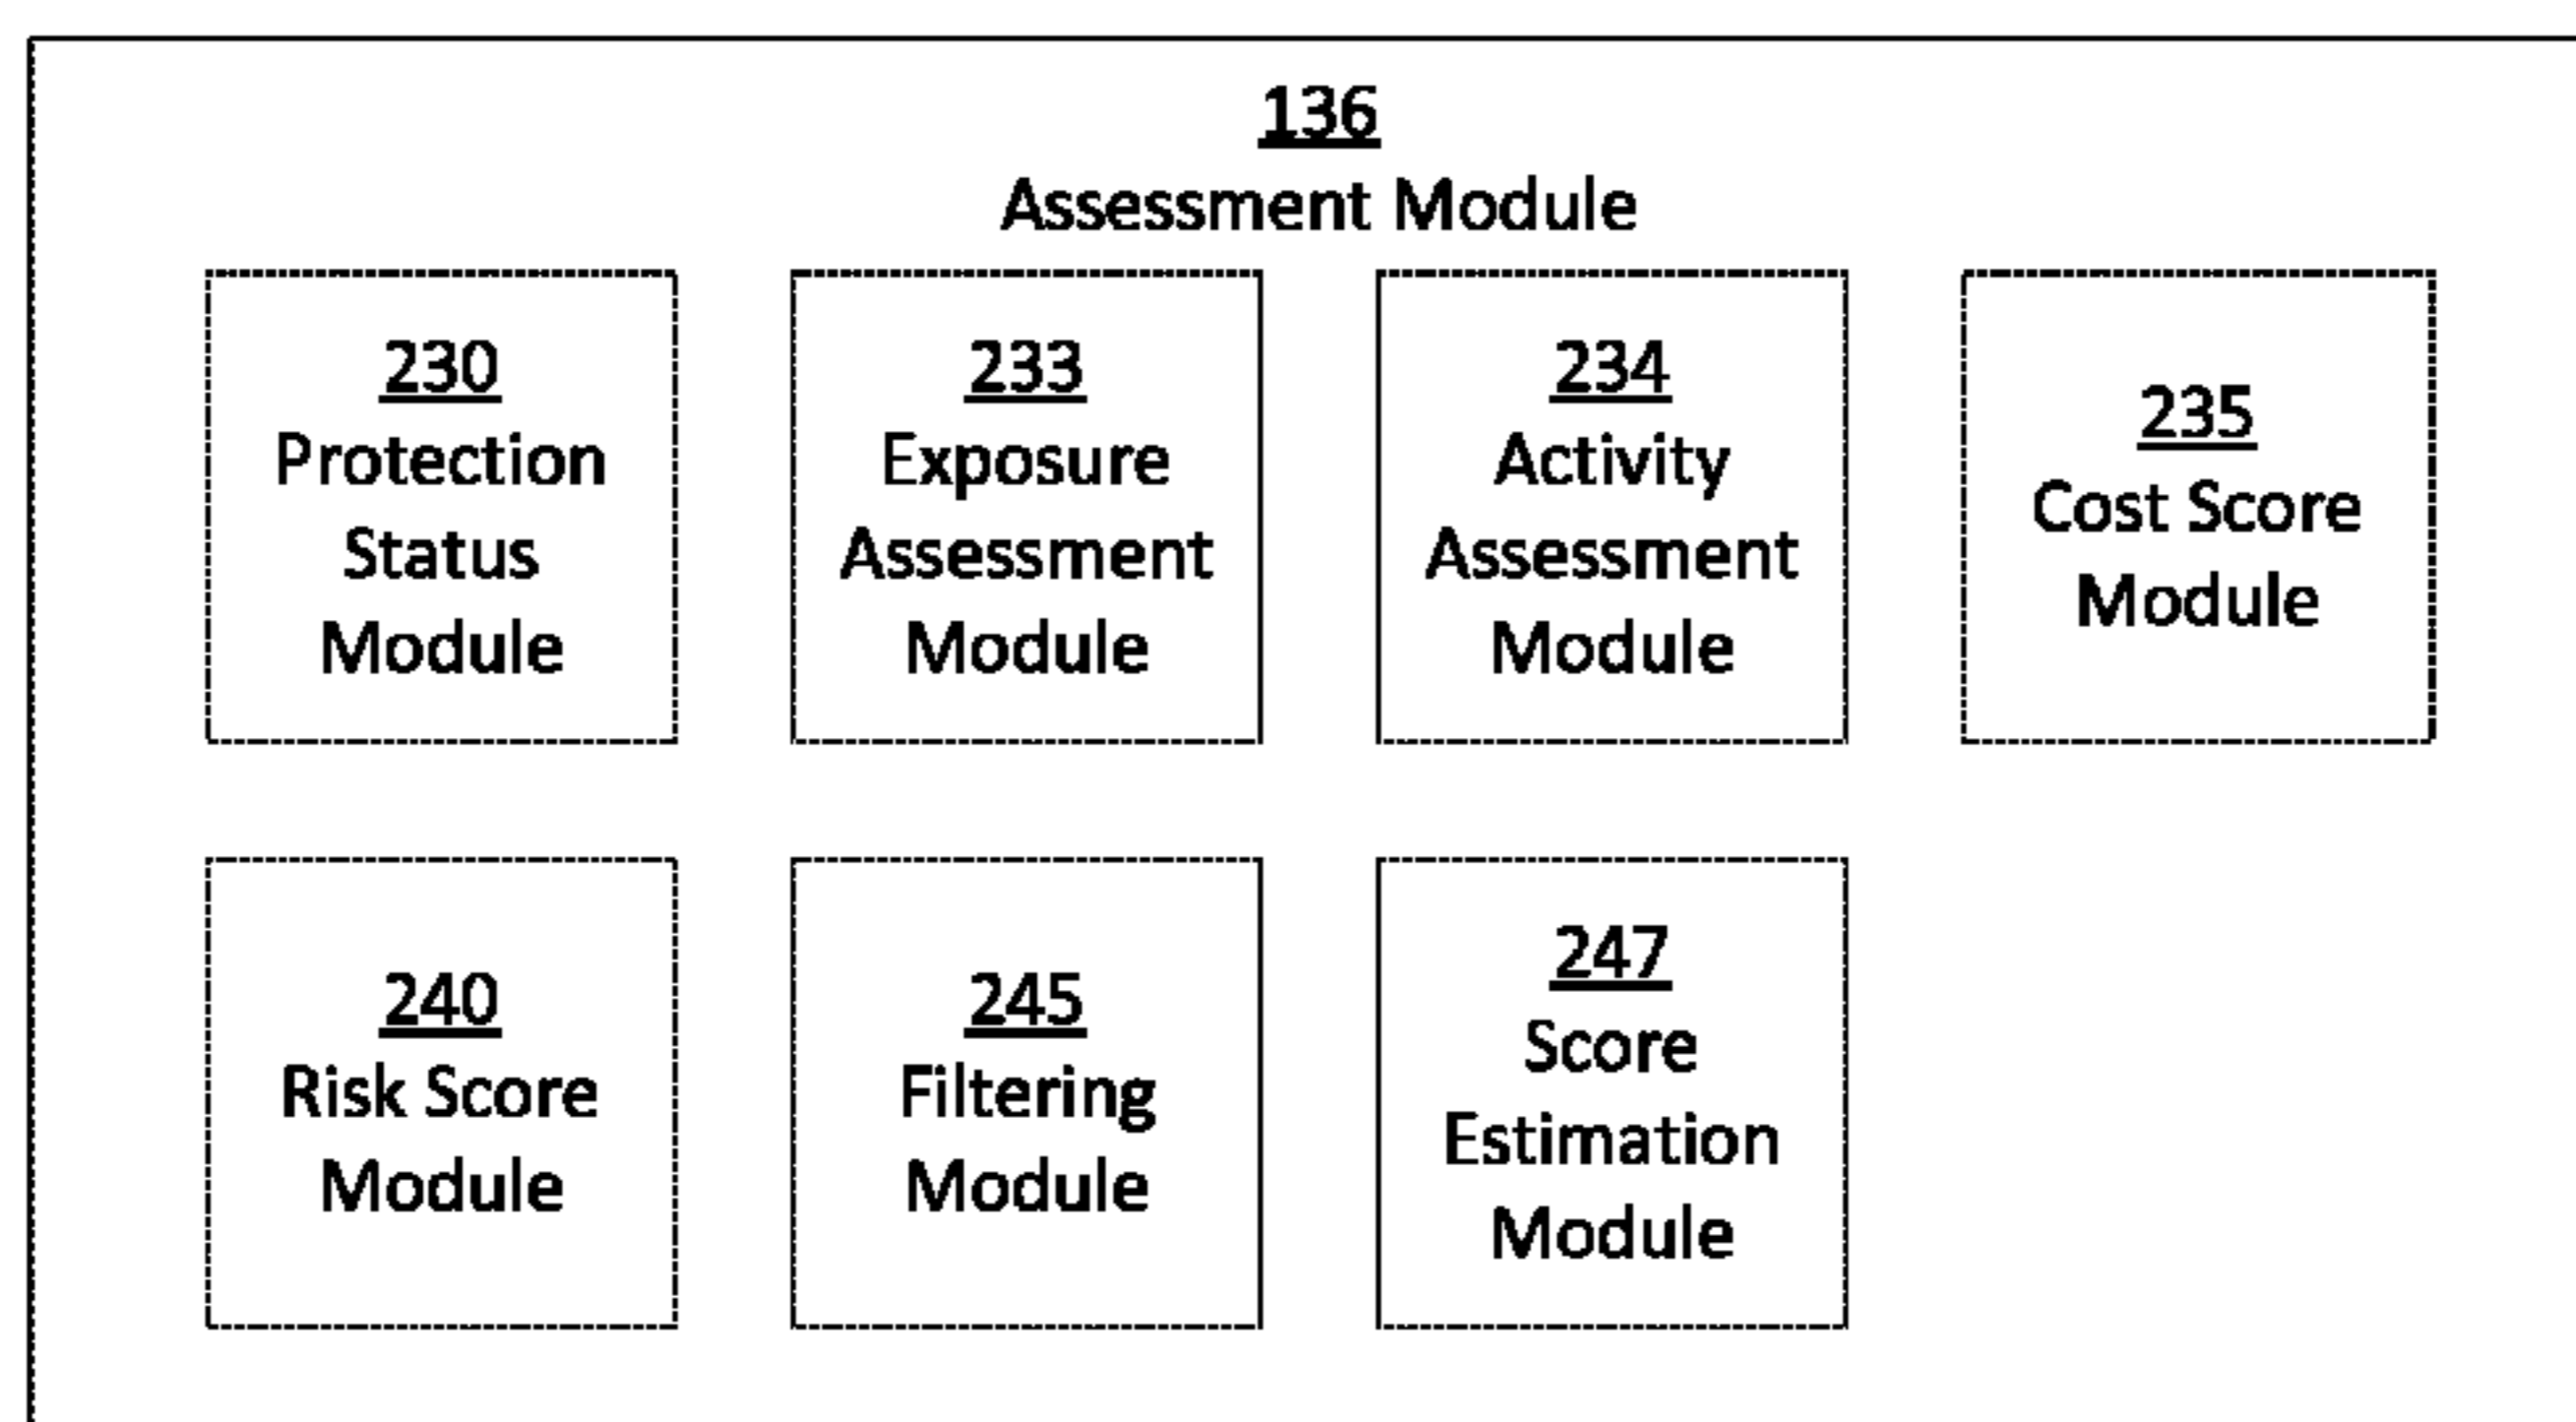 136
Assessment Module
230
Protection
Status
Module
233
Exposure
Assessment
Module
234
Activity
Assessment
Module
235
Cost Score
Module
240
Risk Score
Module
245
Filtering
Module
247
Score
Estimation
Module